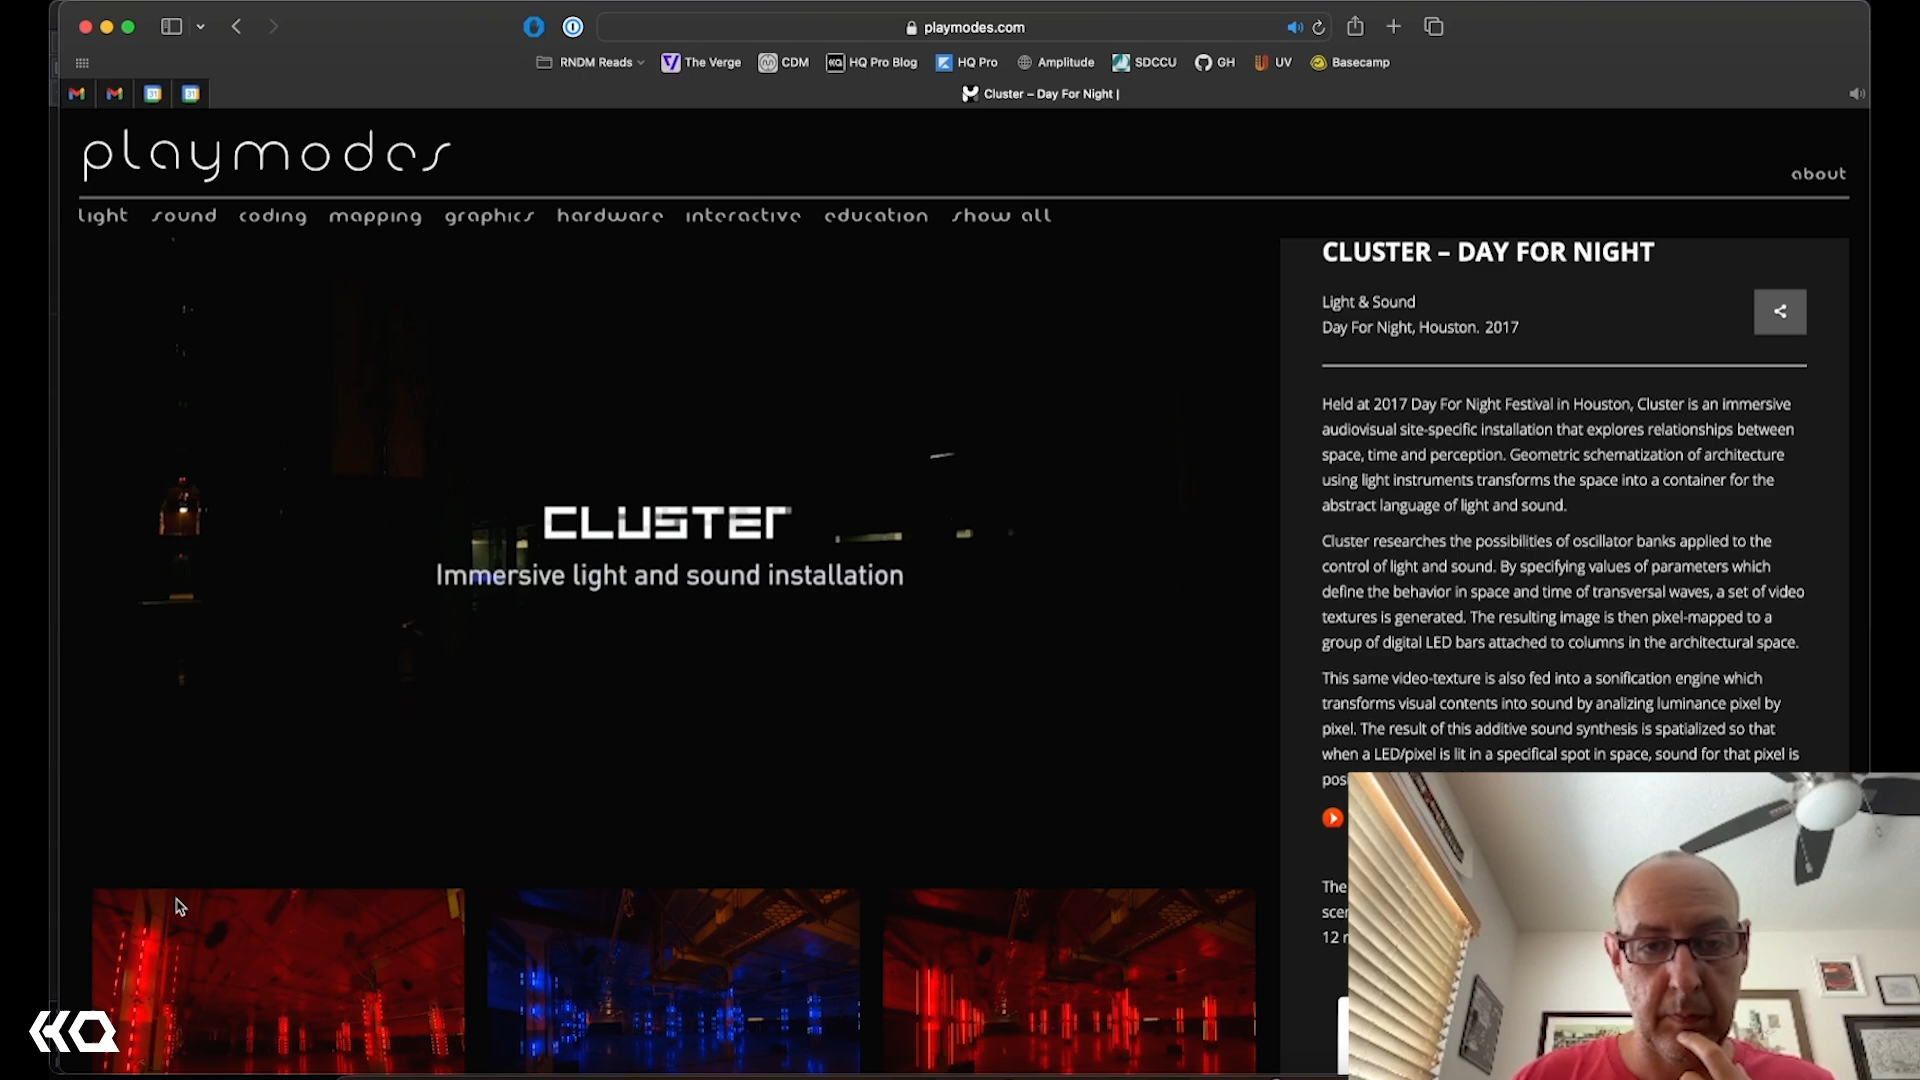 playmodes.com
RNDM Reads
The Verge
CDM
HQ Pro Blog
HQ Pro
Amplitude
SDCCU
GH
UV
Basecamp
Cluster – Day For Night |
playmodes
about
light sound coding mapping graphics hardware interactive education show all
CLUSTER – DAY FOR NIGHT
Light & Sound
Day For Night, Houston. 2017
Held at 2017 Day For Night Festival in Houston, Cluster is an immersive
audiovisual site-specific installation that explores relationships between
space, time and perception. Geometric schematization of architecture
using light instruments transforms the space into a container for the
abstract language of light and sound.
Cluster researches the possibilities of oscillator banks applied to the
control of light and sound. By specifying values of parameters which
define the behavior in space and time of transversal waves, a set of video
textures is generated. The resulting image is then pixel-mapped to a
group of digital LED bars attached to columns in the architectural space.
This same video-texture is also fed into a sonification engine which
transforms visual contents into sound by analizing luminance pixel by
pixel. The result of this additive sound synthesis is spatialized so that
when a LED/pixel is lit in a specifical spot in space, sound for that pixel is
The
12
CLUSTER
Immersive light and sound installation
HQ